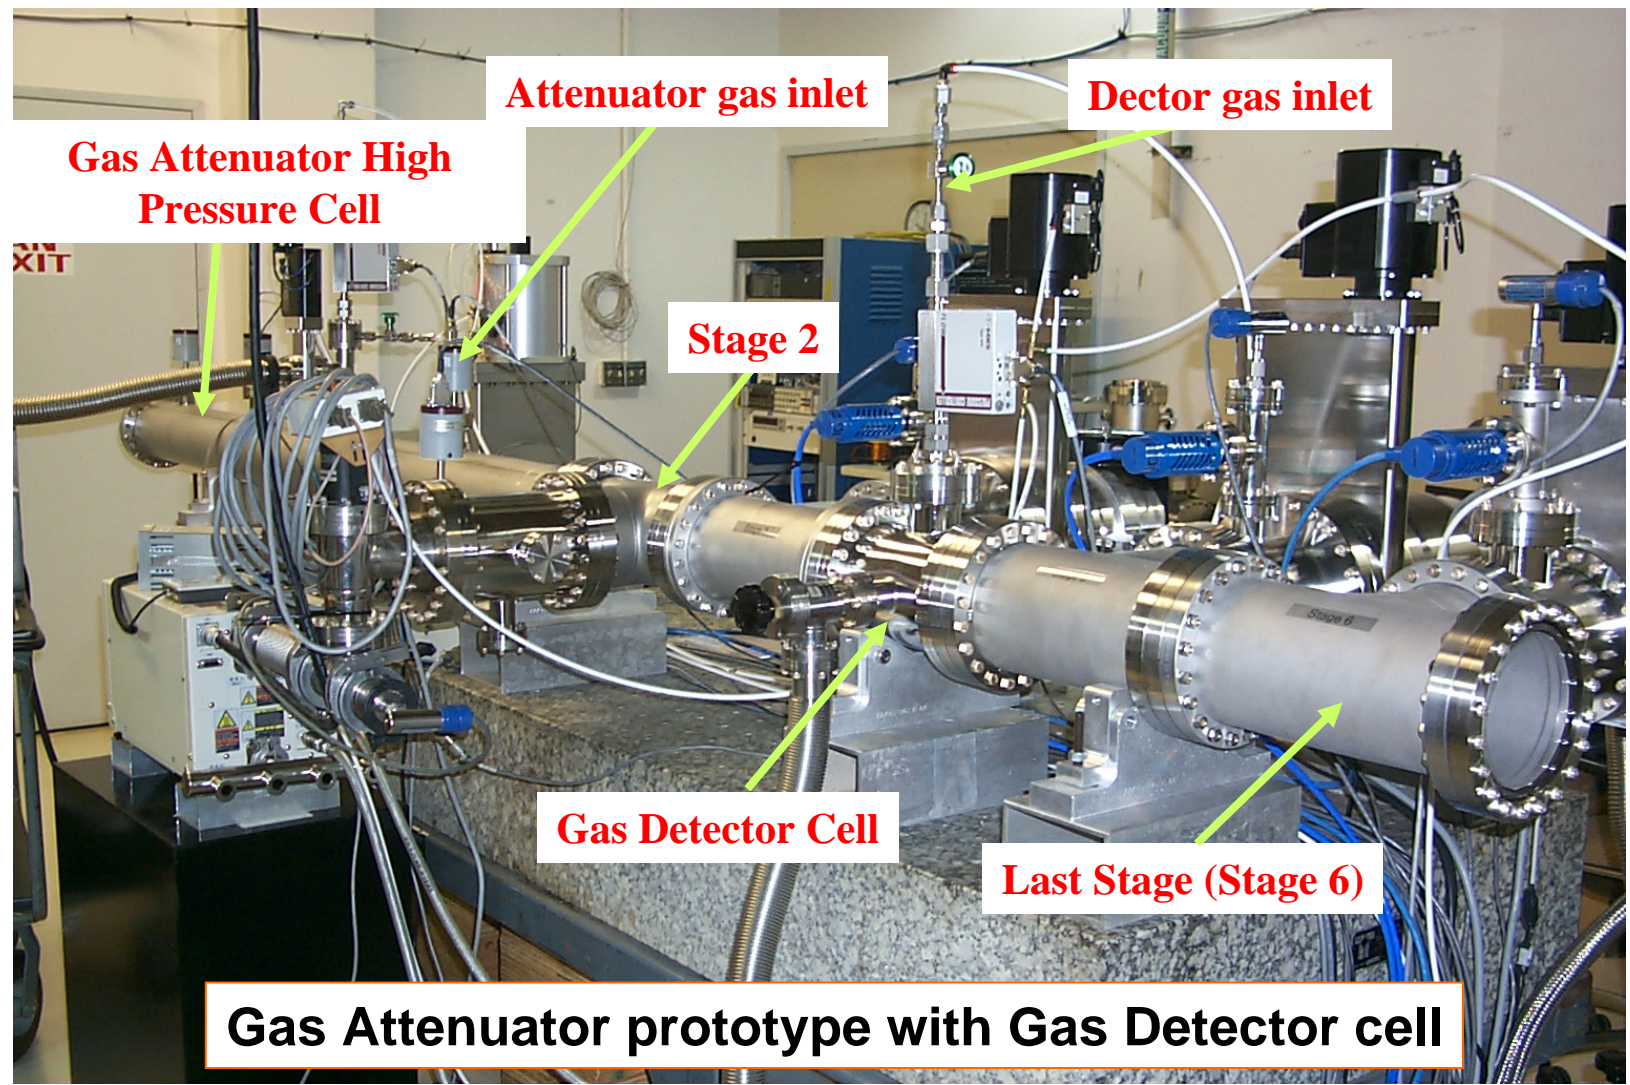 Attenuator gas inlet
Dector gas inlet
Gas Attenuator High
Pressure Cell
AN
XIT
Stage 2
Stage 6
Gas Detector Cell
Last Stage (Stage 6)
Gas Attenuator prototype with Gas Detector cell